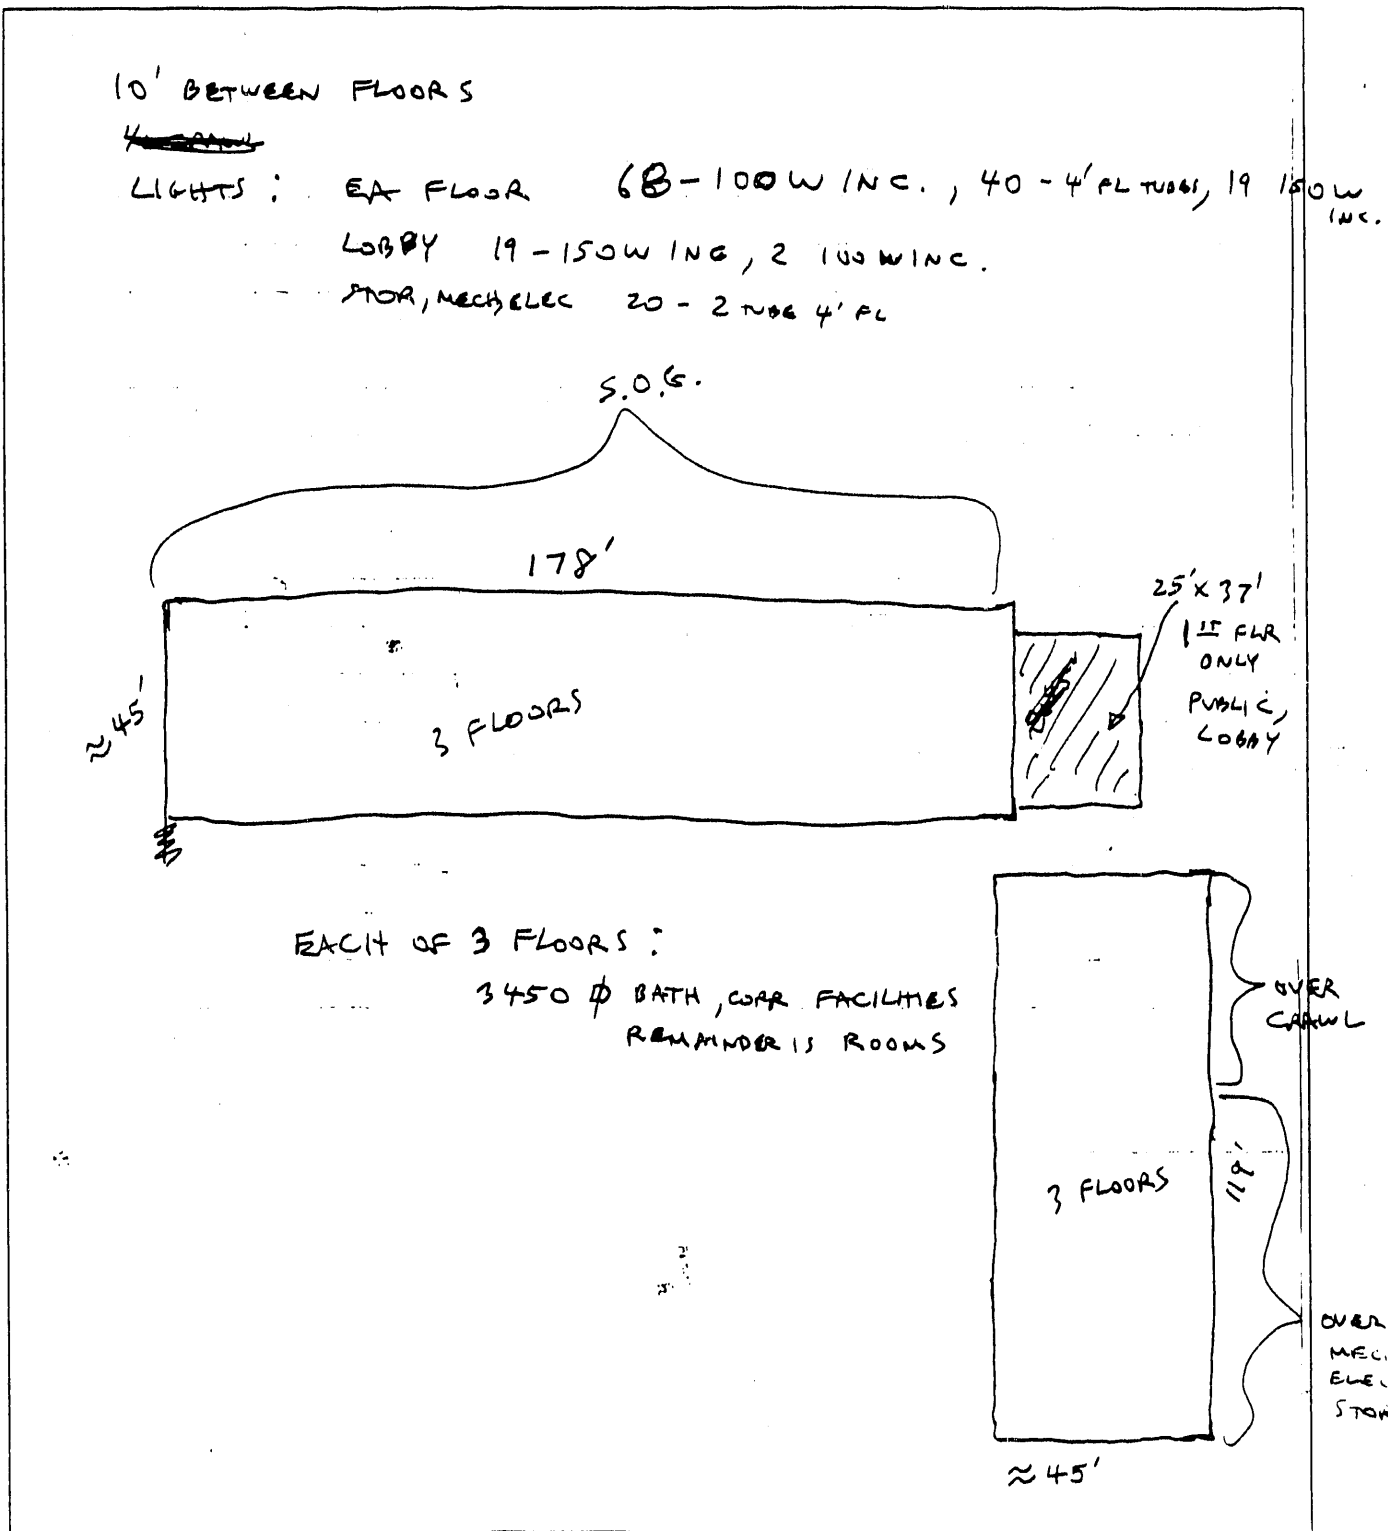 10' BETWEEN FLOORS
LIGHTS: EA FLOOR 68-100W INC., 40-4' FL TUBES, 19 150W INC.
LOBBY 19-150W INC, 2 100W INC.
STOR, MECH, ELEC 20-2 TUBE 4' FL
S.O.G.
178'
25' X 37'
1ST FLR
ONLY
PUBLIC,
LOBBY
≈45'
3 FLOORS
EACH OF 3 FLOORS:
3450 ⌀ BATH, CORR FACILITIES
REMAINDER IS ROOMS
OVER
CRAWL
3 FLOORS
119'
OVER
MEC
ELE
STO
≈45'